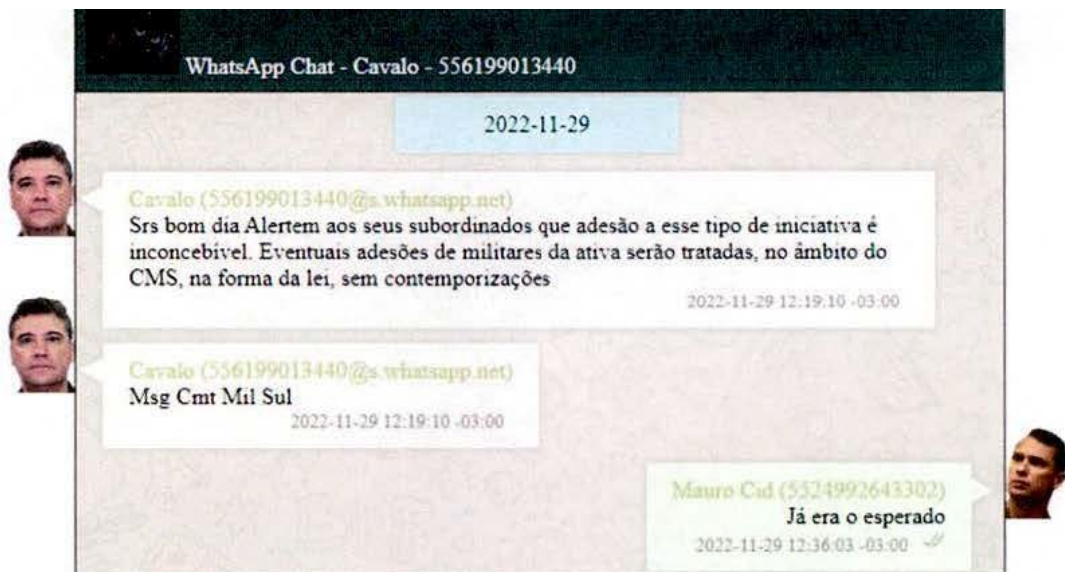 WhatsApp Chat - Cavalo - 556199013440
2022-11-29
Cavalo (556199013440@s.whatsapp.net)
Srs bom dia Alertem aos seus subordinados que adesão a esse tipo de iniciativa é
inconcebível. Eventuais adesões de militares da ativa serão tratadas, no âmbito do
CMS, na forma da lei, sem contemporizações
2022-11-29 12:19:10 -03:00
Cavalo (556199013440@s.whatsapp.net)
Msg Cmt Mil Sul
2022-11-29 12:19:10 -03:00
Mauro Cid (5524992643302)
Já era o esperado
2022-11-29 12:36:03 -03:00